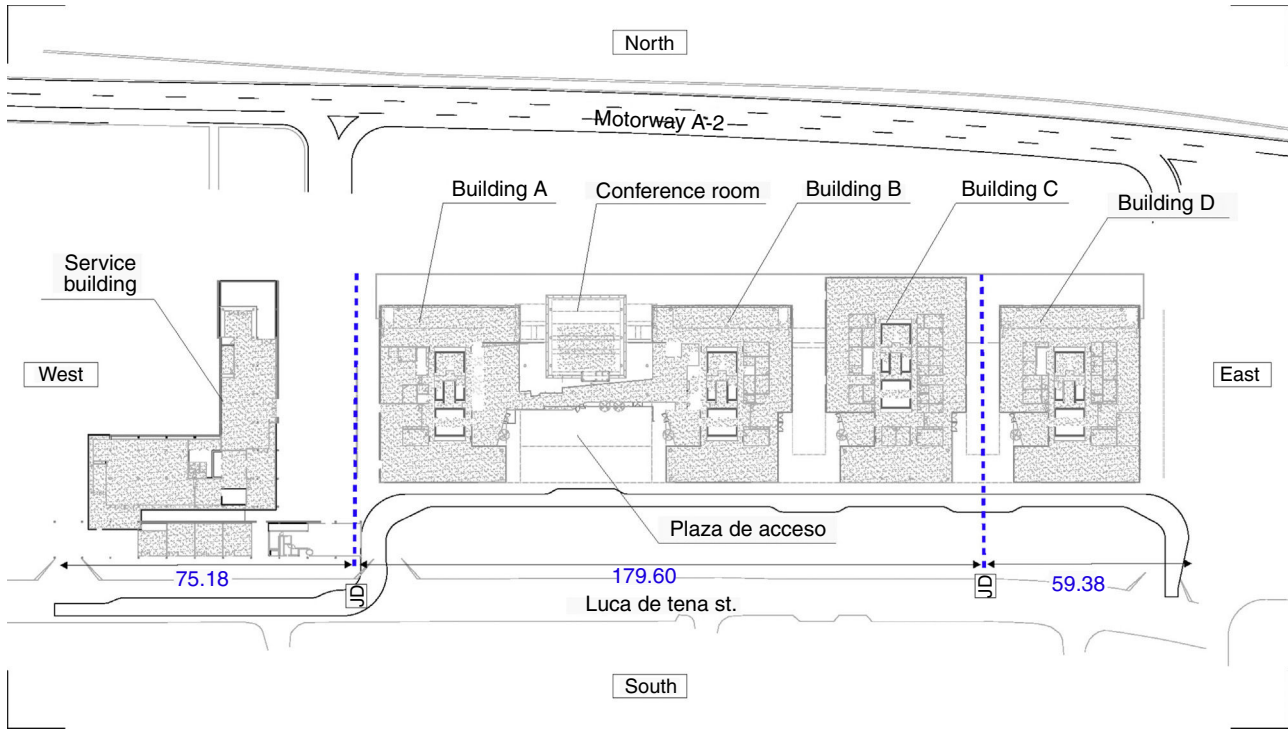 North
Motorway A-2
Building A
Conference room
Building B
Building C
Building D
Service
building
West
East
Plaza de acceso
75.18
179.60
59.38
JD
JD
Luca de tena st.
South